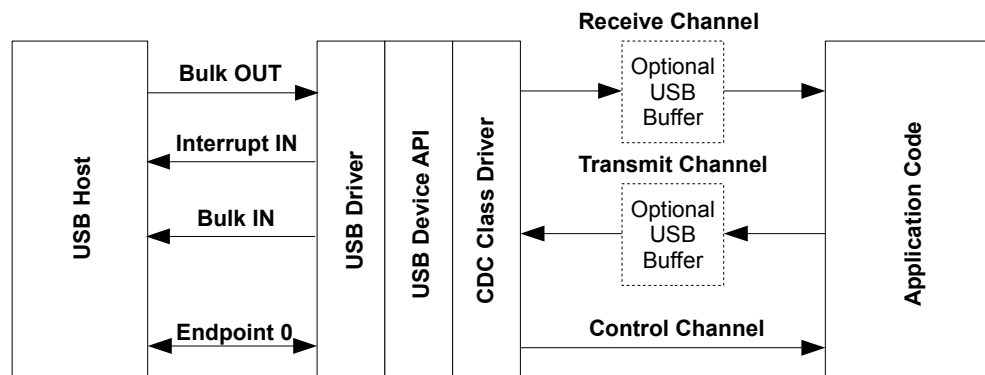 Receive Channel
USB Host
Bulk OUT
Interrupt IN
Bulk IN
Endpoint 0
USB Driver
USB Device API
CDC Class Driver
Optional
USB
Buffer
Transmit Channel
Optional
USB
Buffer
Control Channel
Application Code